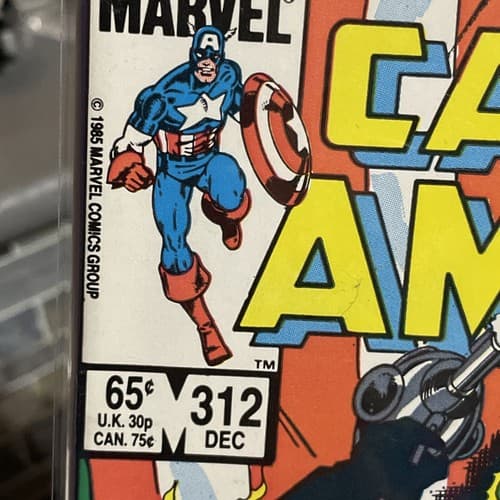 MARVEL®
© 1985 MARVEL COMICS GROUP
CA
AM
A
TM
65¢
U.K. 30p
CAN. 75¢
312
DEC